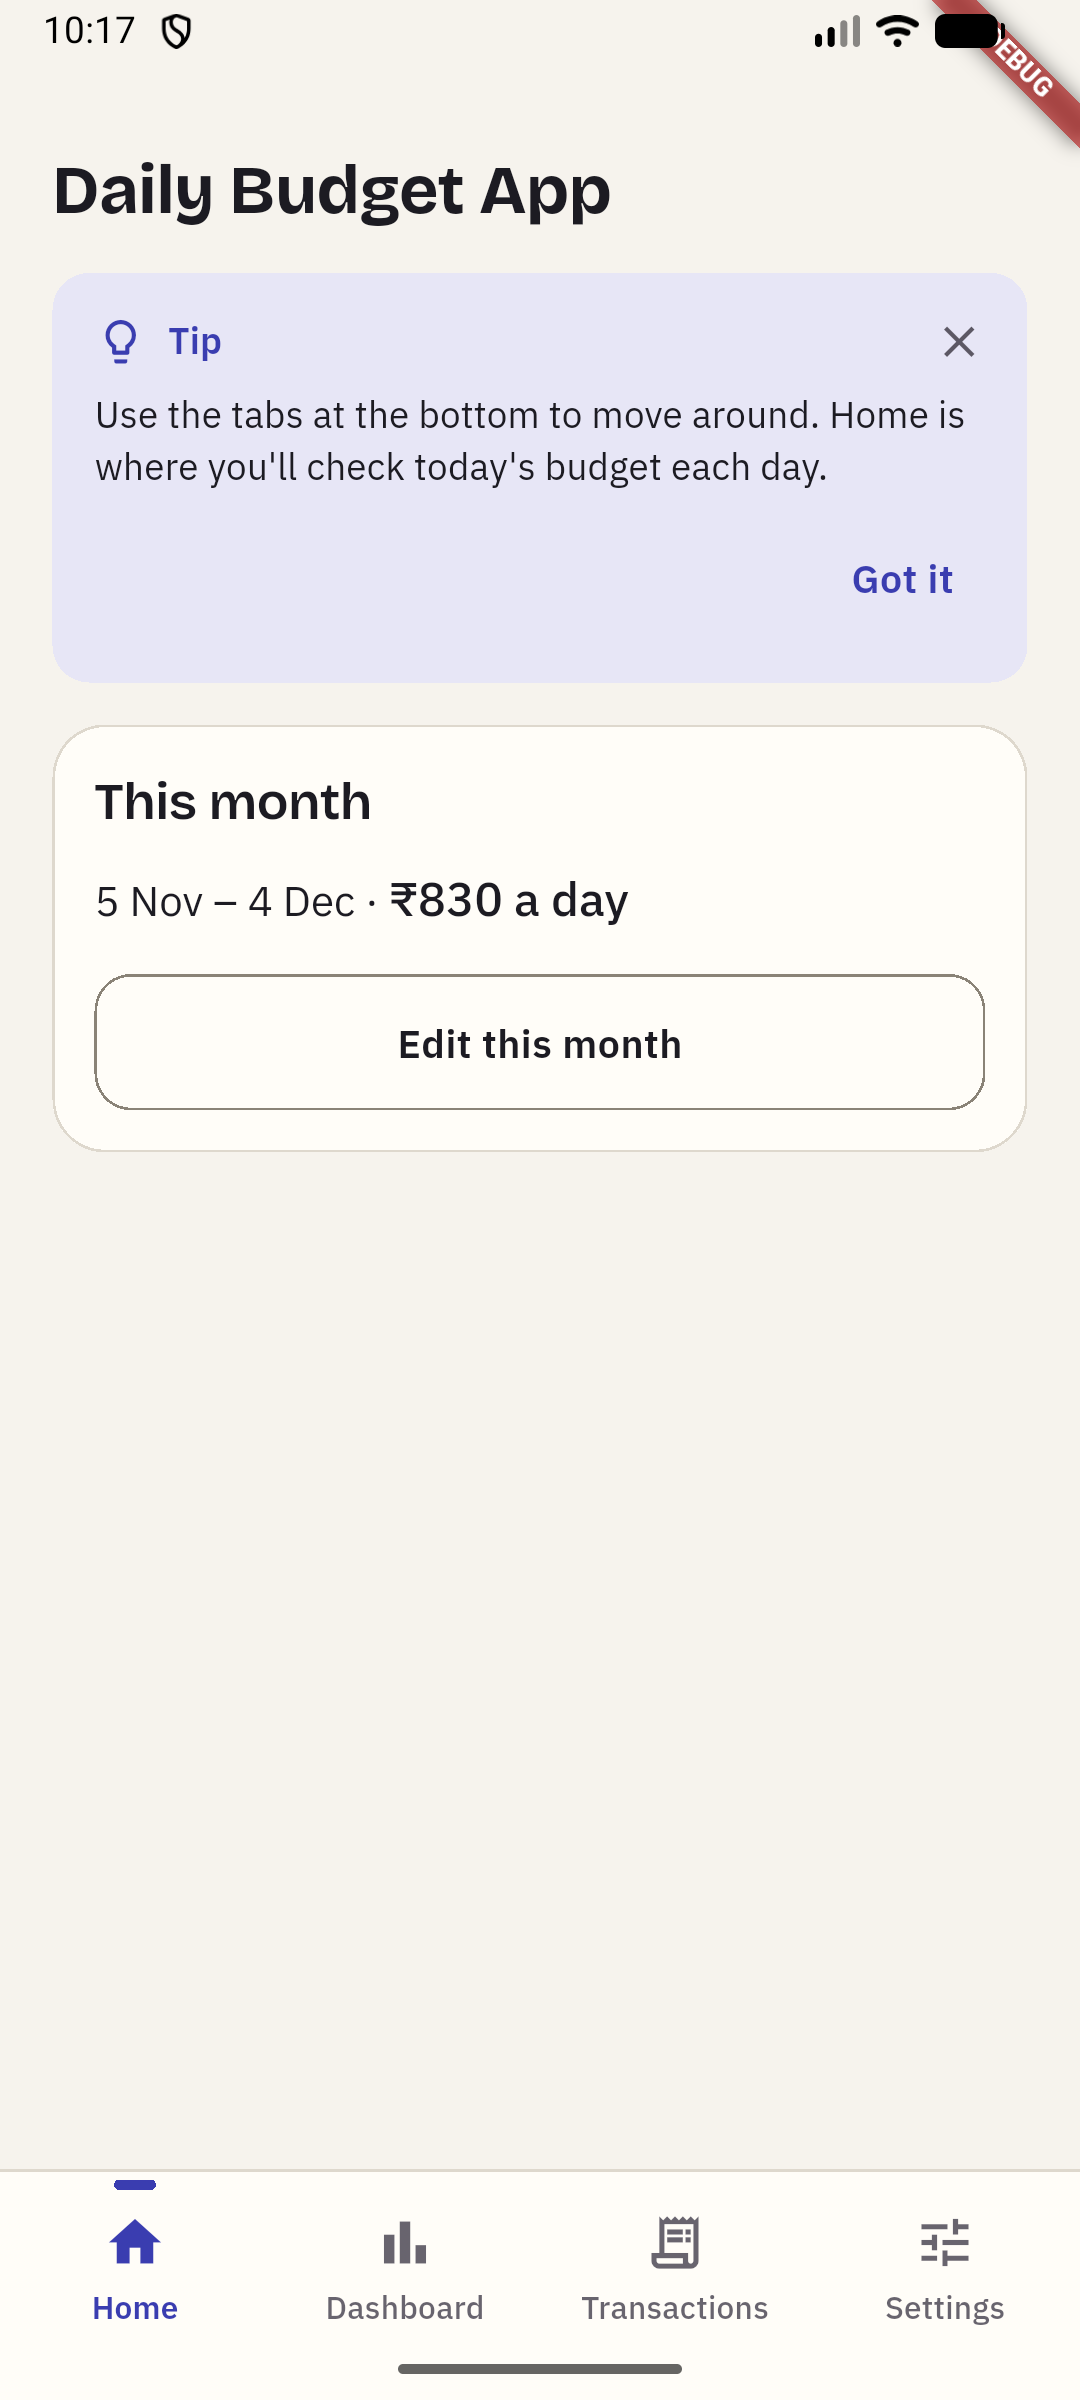 10:17
EBUG
Daily Budget App
Tip
Use the tabs at the bottom to move around. Home is
where you'll check today's budget each day.
Got it
This month
5 Nov – 4 Dec · ₹830 a day
Edit this month
Home
Dashboard
Transactions
Settings